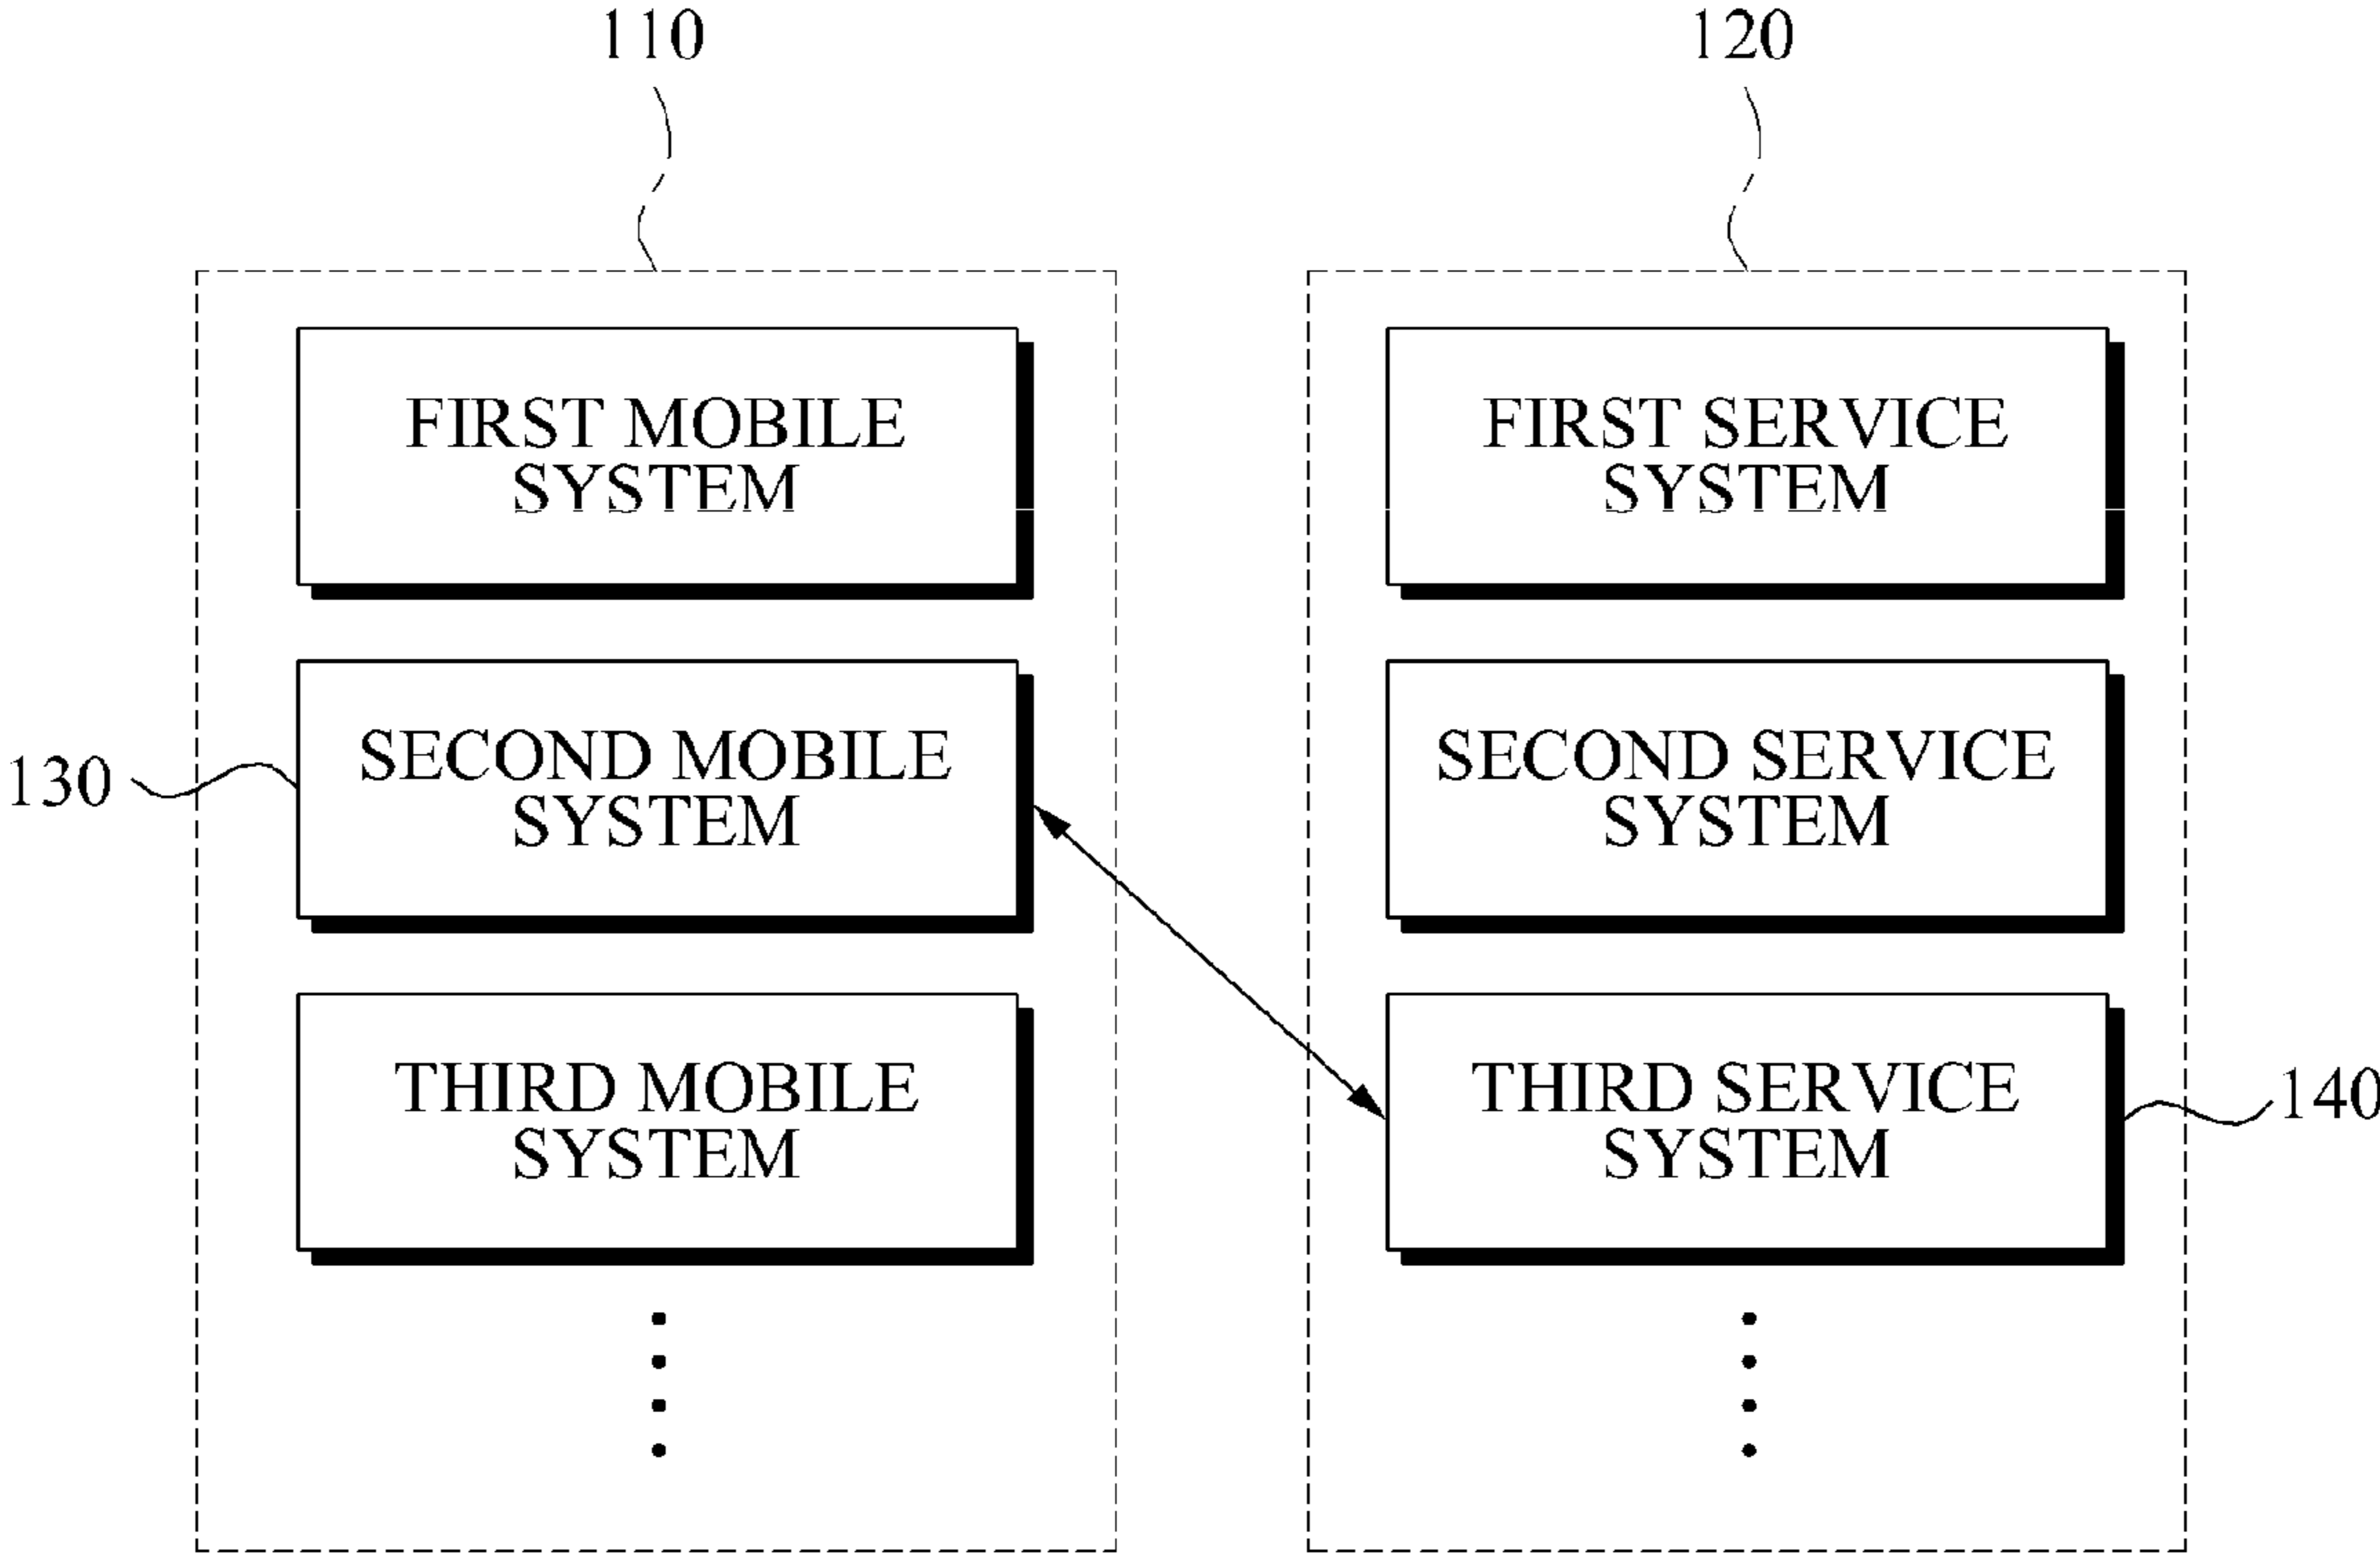 110
120
FIRST MOBILE
SYSTEM
FIRST SERVICE
SYSTEM
130
SECOND MOBILE
SYSTEM
SECOND SERVICE
SYSTEM
THIRD MOBILE
SYSTEM
THIRD SERVICE
SYSTEM
140